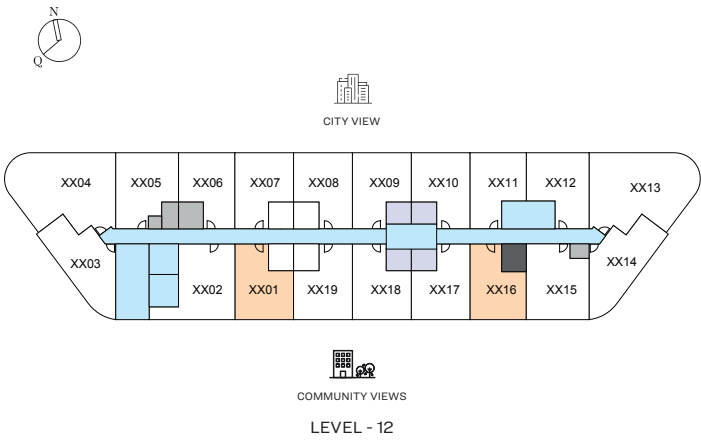 N
Q
CITY VIEW
XX04 XX05 XX06 XX07 XX08 XX09 XX10 XX11 XX12 XX13
XX03 XX02 XX01 XX19 XX18 XX17 XX16 XX15 XX14
COMMUNITY VIEWS
LEVEL - 12